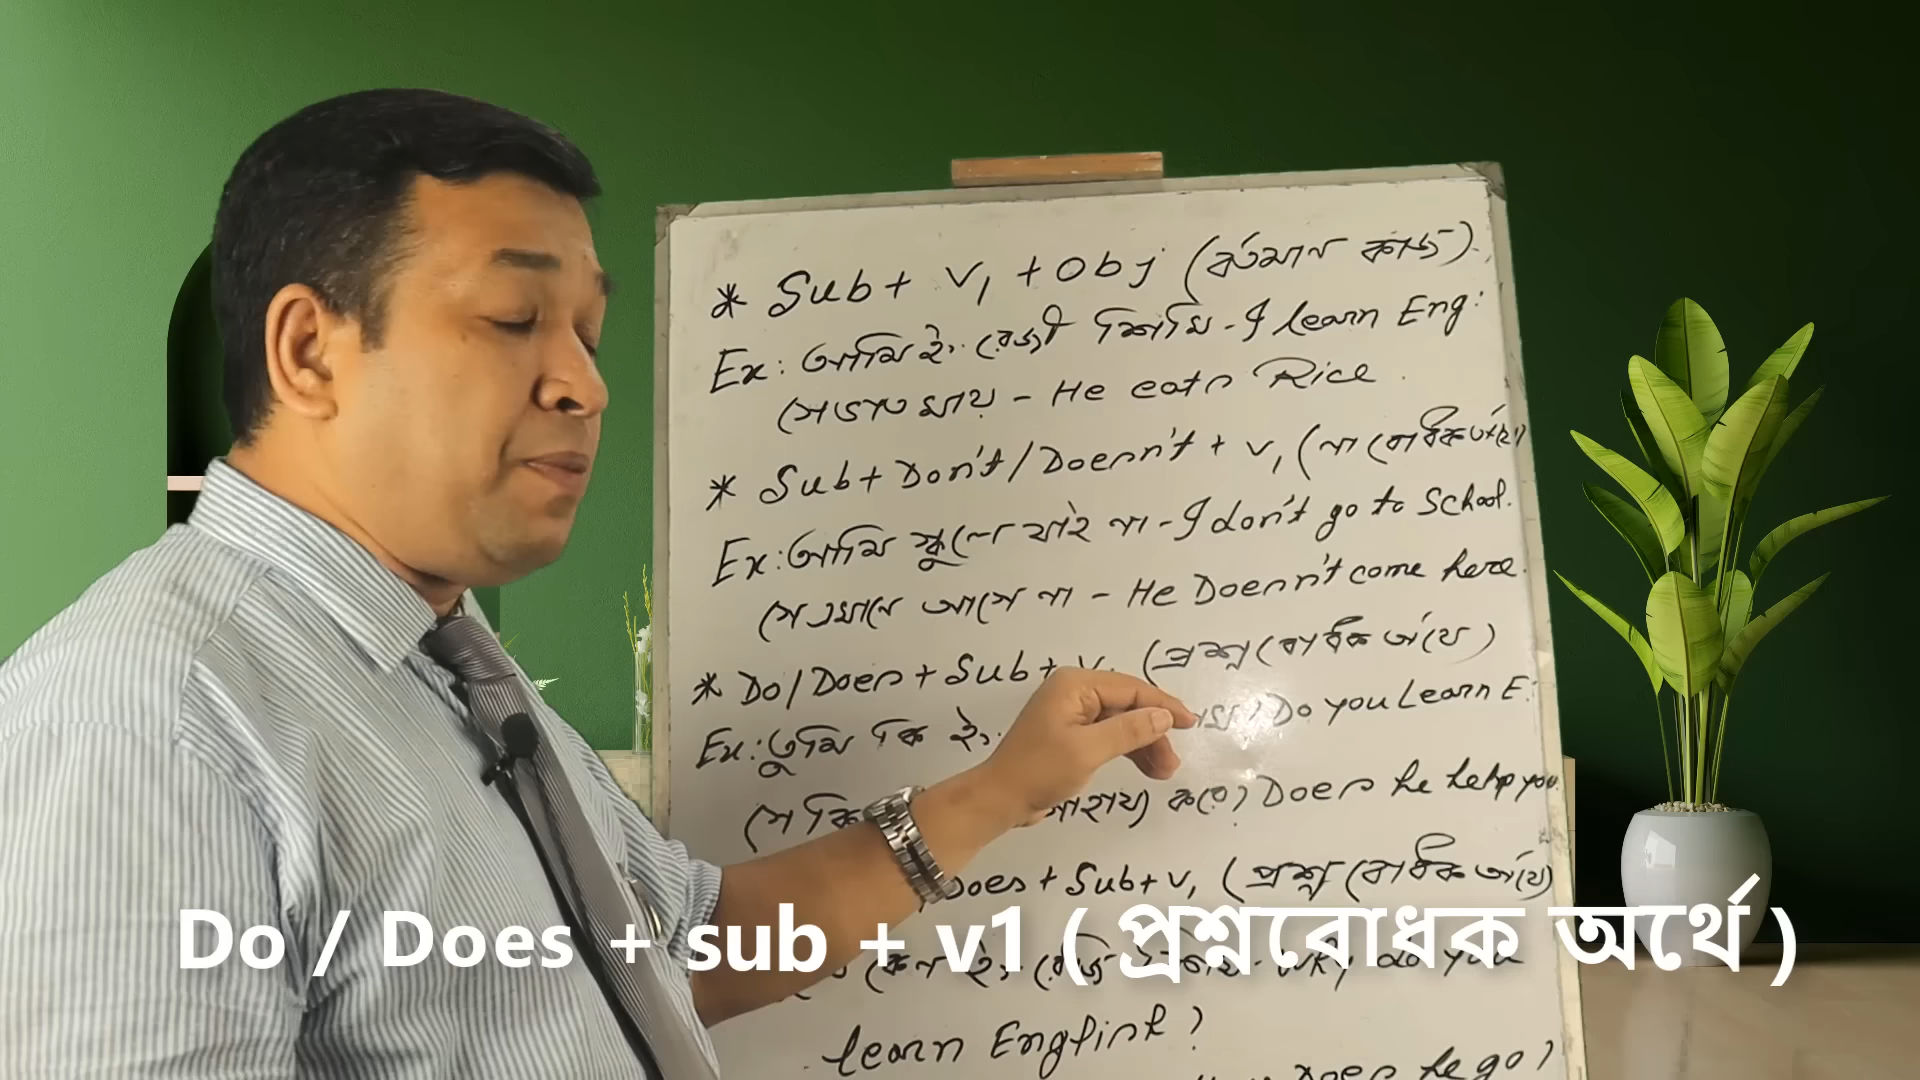 * Sub + V1 + Obj (বর্তমান কাজ)
Ex: আমি ইংরেজী শিখি - I learn Eng:
সে ভাত খায় - He eats Rice.
* Sub + Don't / Doesn't + V1 (না বোধক অর্থে)
Ex: আমি স্কুলে যাই না - I don't go to School.
সে এখানে আসে না - He Doesn't come here.
* Do / Does + Sub + V1 (প্রশ্ন বোধক অর্থে)
Ex: তুমি কি ইং Do you Learn E:
সে কি সাহায্য করে? Does he help you
Does + Sub + V1 (প্রশ্ন বোধক অর্থে)
Do / Does + sub + v1 ( প্রশ্নবোধক অর্থে )
কেন ইংরেজি why do you
learn English?
Does he go?